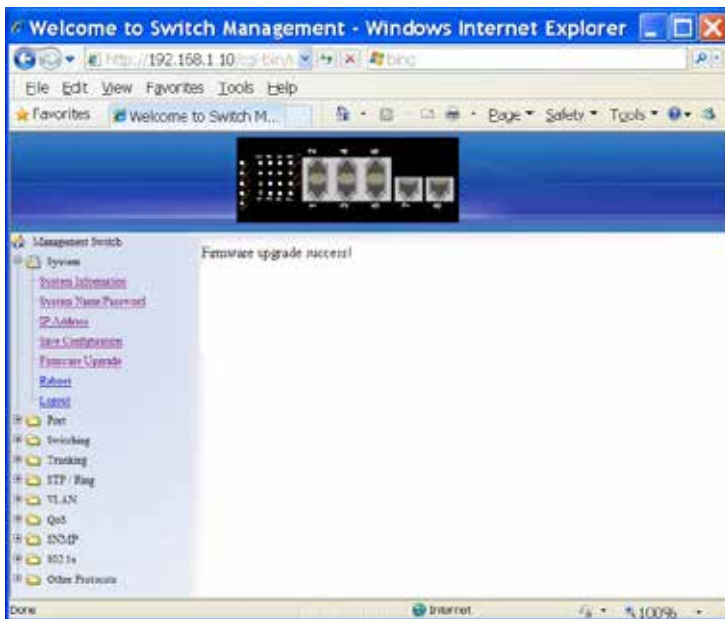 Welcome to Switch Management - Windows Internet Explorer
http://192.168.1.10/cgi-bin/
bing
File Edit View Favorites Tools Help
Favorites Welcome to Switch M... Page Safety Tools
Management Switch
System
System Information
System Name/Password
IP Address
Save Configuration
Firmware Upgrade
Reboot
Logout
Port
Switching
Trunking
STP / Ring
VLAN
QoS
SNMP
802.1x
Other Protocols
Firmware upgrade success!
Done Internet 100%